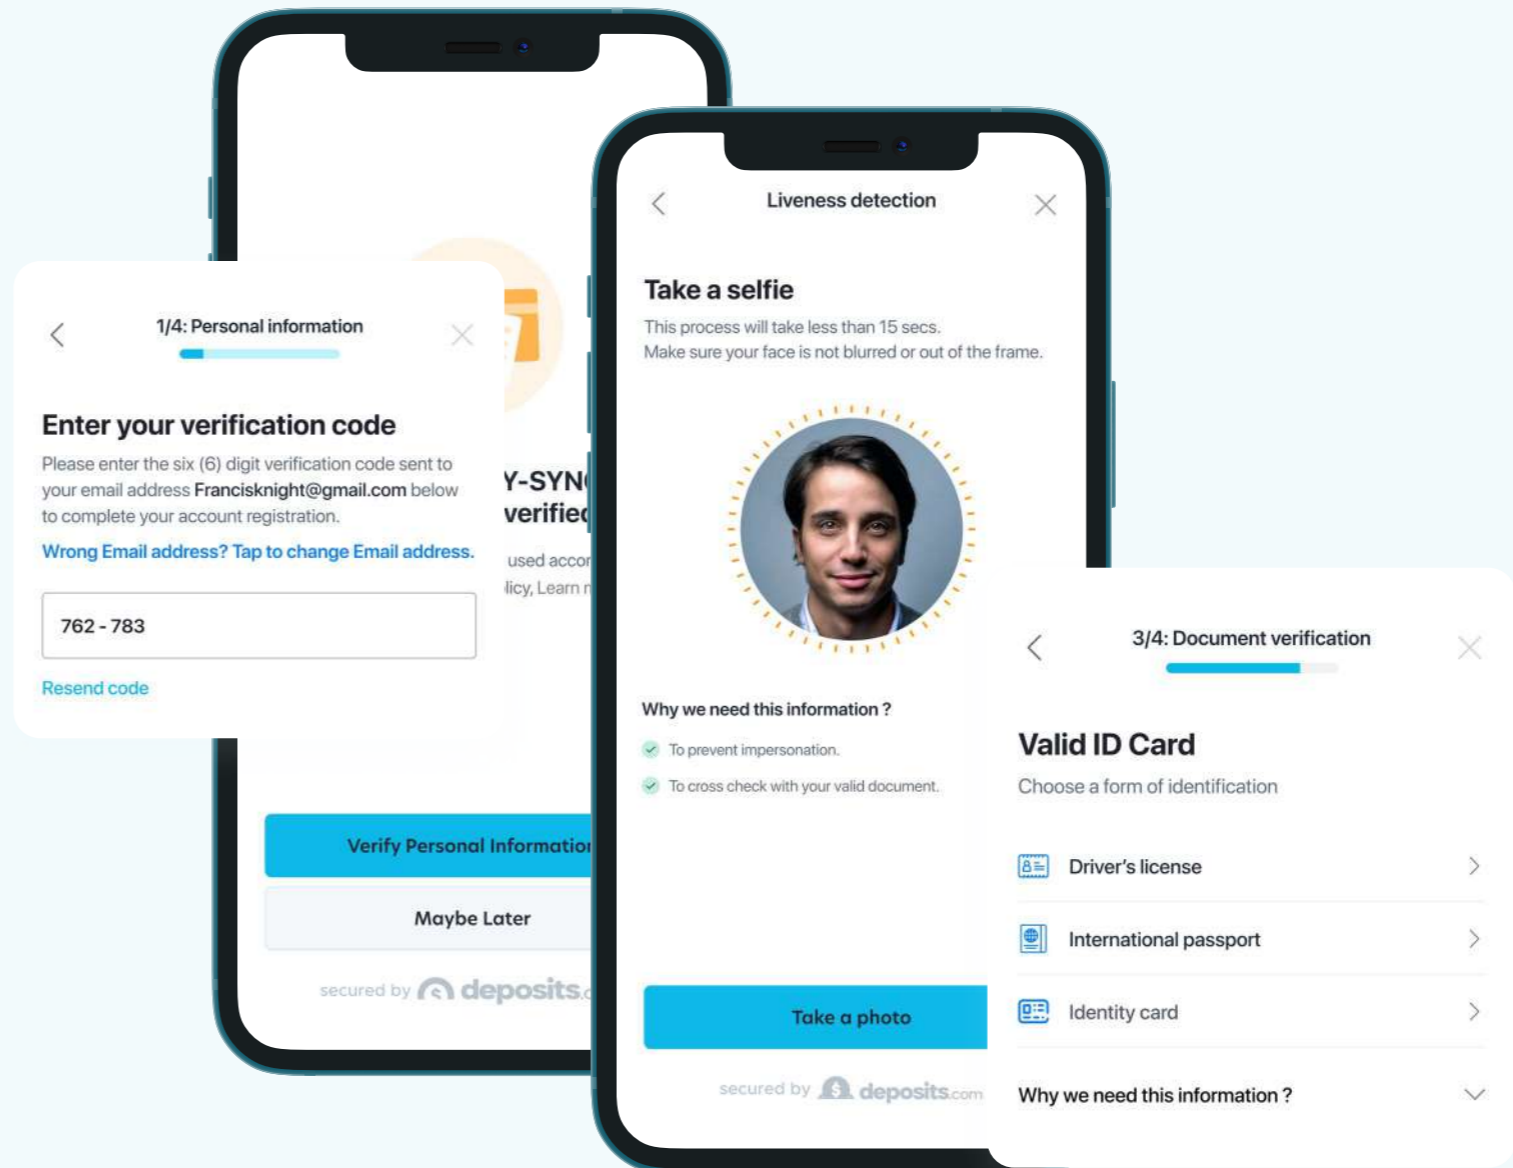 1/4: Personal information
Enter your verification code
Please enter the six (6) digit verification code sent to
your email address Francisknight@gmail.com below
to complete your account registration.
Wrong Email address? Tap to change Email address.
762 - 783
Resend code
verified
used
Learn
Verify Personal Information
Maybe Later
secured by deposits.
Liveness detection
Take a selfie
This process will take less than 15 secs.
Make sure your face is not blurred or out of the frame.
Why we need this information ?
To prevent impersonation.
To cross check with your valid document.
Take a photo
secured by deposits.com
3/4: Document verification
Valid ID Card
Choose a form of identification
Driver's license
International passport
Identity card
Why we need this information ?